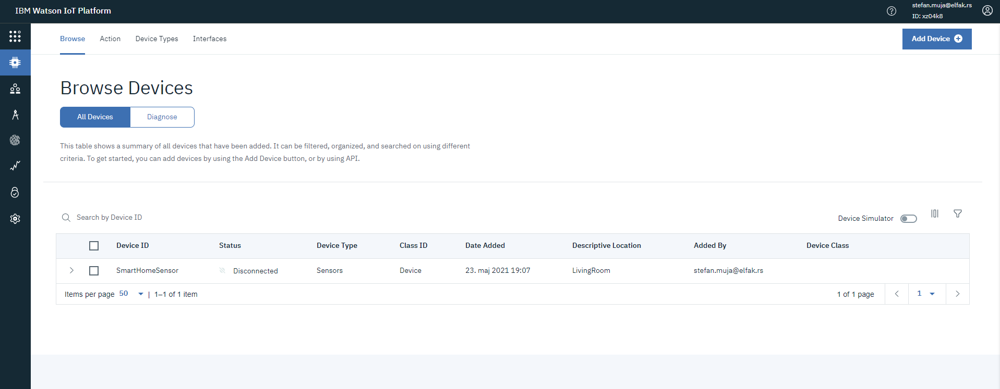 IBM Watson IoT Platform
stefan.muja@elfak.rs
ID: xz04k8
Browse Action Device Types Interfaces
Add Device
Browse Devices
All Devices Diagnose
This table shows a summary of all devices that have been added. It can be filtered, organized, and searched on using different
criteria. To get started, you can add devices by using the Add Device button, or by using API.
Search by Device ID
Device Simulator
Device ID Status Device Type Class ID Date Added Descriptive Location Added By Device Class
SmartHomeSensor Disconnected Sensors Device 23. maj 2021 19:07 LivingRoom stefan.muja@elfak.rs
Items per page 50 | 1–1 of 1 item 1 of 1 page 1